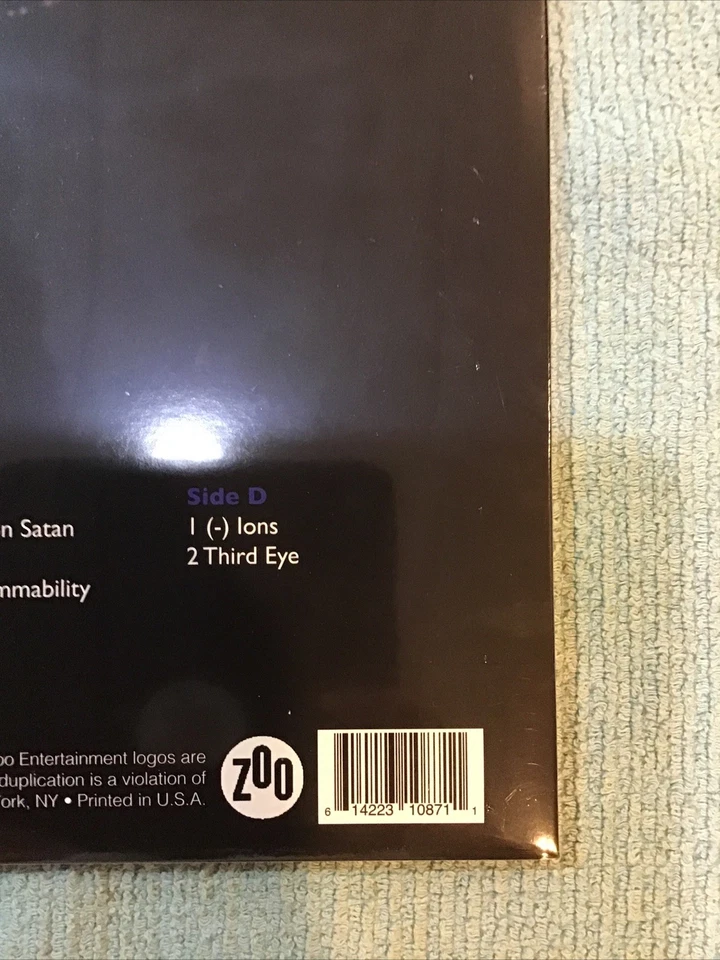 n Satan
mmability
Side D
1 (-) Ions
2 Third Eye
oo Entertainment logos are
duplication is a violation of
ork, NY • Printed in U.S.A.
ZOO
6 14223 10871 1